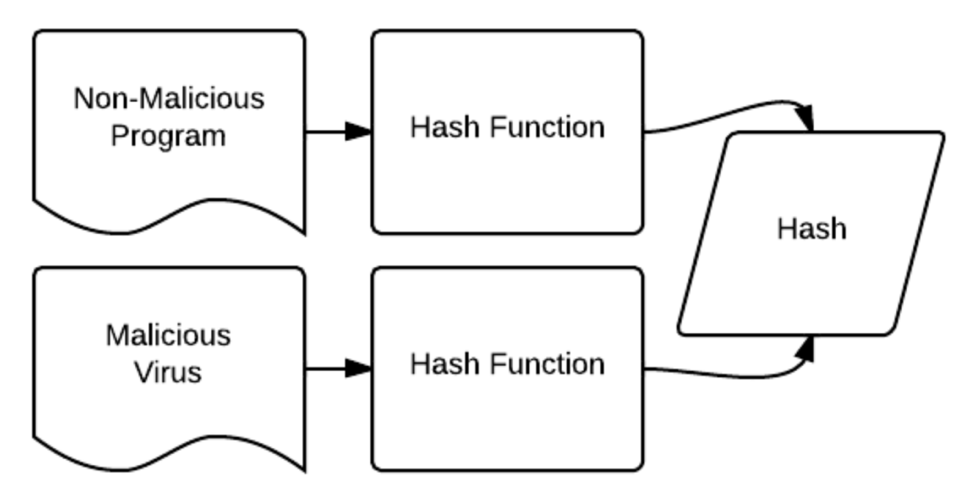 Non-Malicious
Program
Hash Function
Hash
Malicious
Virus
Hash Function